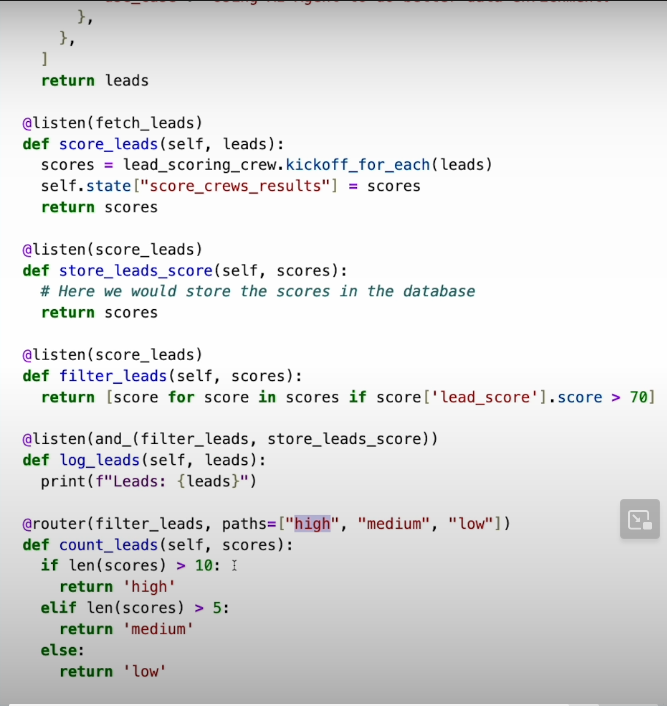 },
},
]
return leads
@listen(fetch_leads)
def score_leads(self, leads):
scores = lead_scoring_crew.kickoff_for_each(leads)
self.state["score_crews_results"] = scores
return scores
@listen(score_leads)
def store_leads_score(self, scores):
# Here we would store the scores in the database
return scores
@listen(score_leads)
def filter_leads(self, scores):
return [score for score in scores if score['lead_score'].score > 70]
@listen(and_(filter_leads, store_leads_score))
def log_leads(self, leads):
print(f"Leads: {leads}")
@router(filter_leads, paths=["high", "medium", "low"])
def count_leads(self, scores):
if len(scores) > 10:
return 'high'
elif len(scores) > 5:
return 'medium'
else:
return 'low'